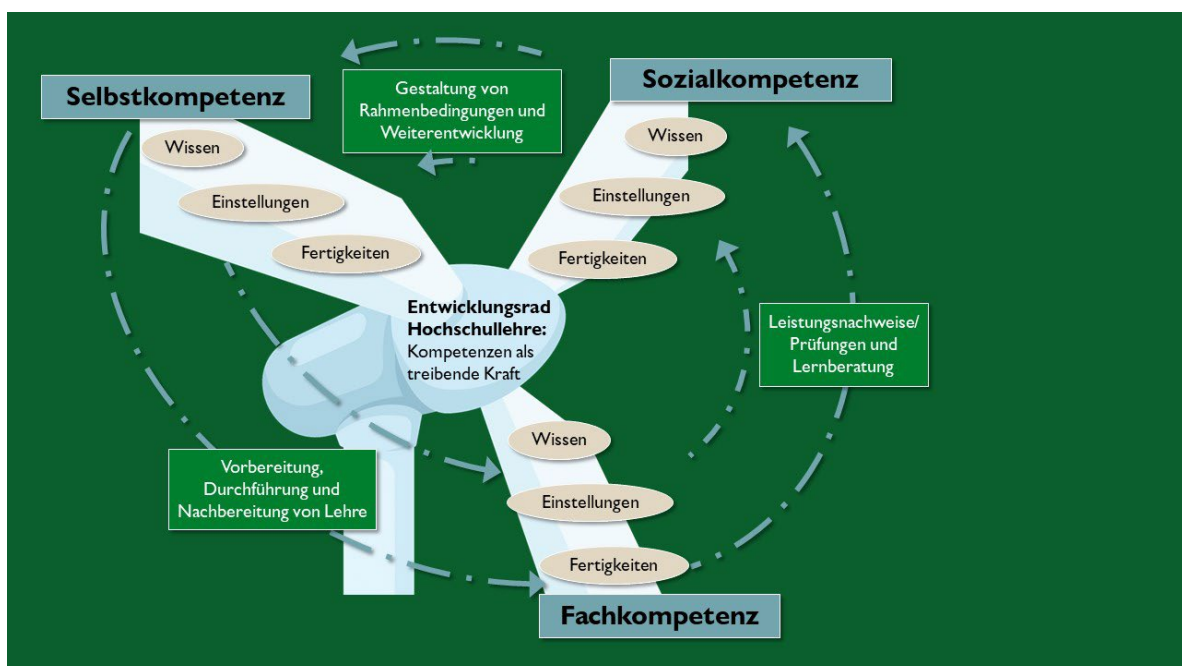 Selbstkompetenz
Wissen
Einstellungen
Fertigkeiten
Gestaltung von
Rahmenbedingungen und
Weiterentwicklung
Sozialkompetenz
Wissen
Einstellungen
Fertigkeiten
Entwicklungsrad
Hochschullehre:
Kompetenzen als
treibende Kraft
Leistungsnachweise/
Prüfungen und
Lernberatung
Vorbereitung,
Durchführung und
Nachbereitung von Lehre
Wissen
Einstellungen
Fertigkeiten
Fachkompetenz